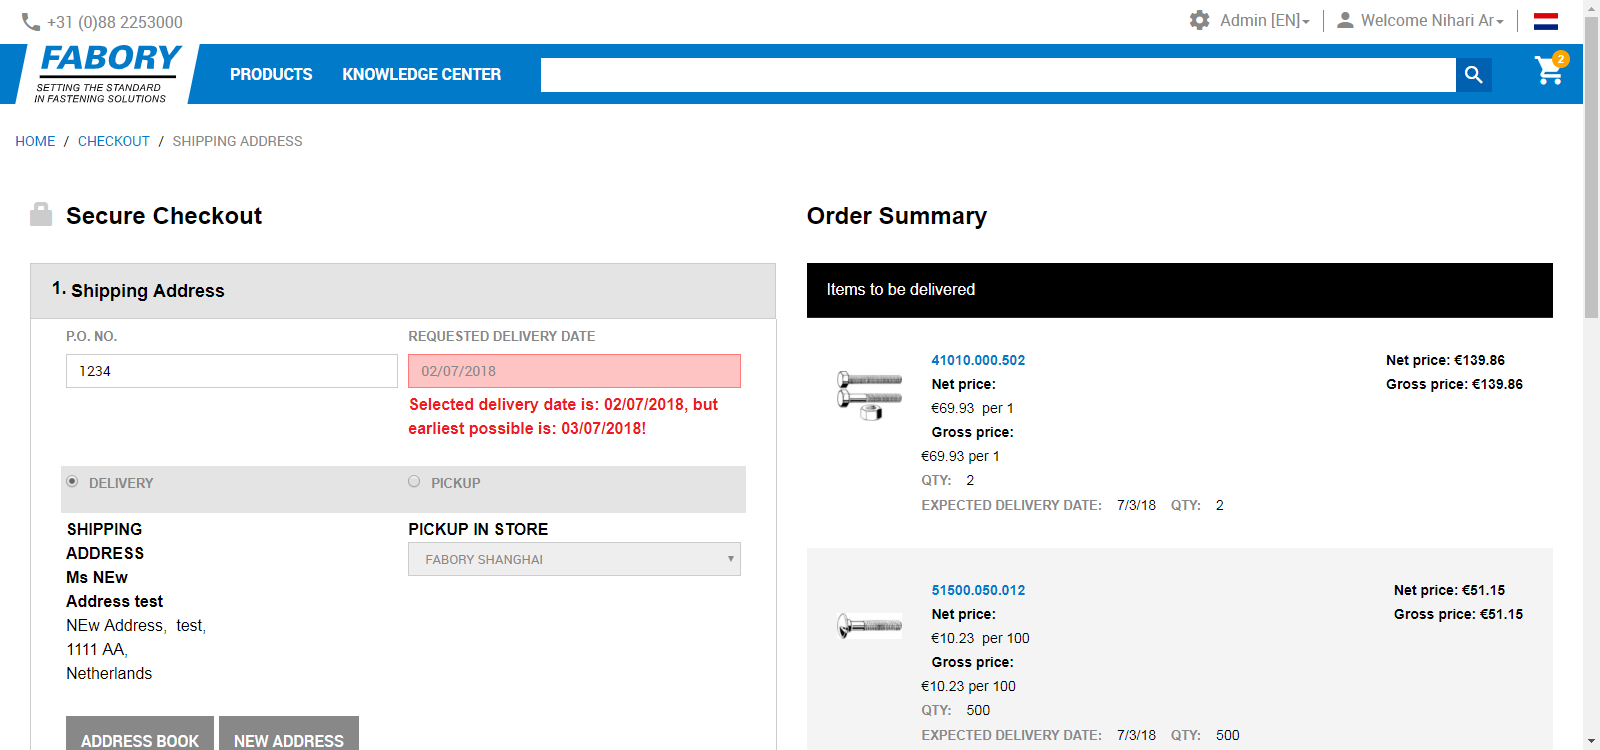 +31 (0)88 2253000
Admin [EN]
Welcome Nihari Ar
FABORY
SETTING THE STANDARD
IN FASTENING SOLUTIONS
PRODUCTS
KNOWLEDGE CENTER
2
HOME / CHECKOUT / SHIPPING ADDRESS
Secure Checkout
1. Shipping Address
P.O. NO.
1234
REQUESTED DELIVERY DATE
02/07/2018
Selected delivery date is: 02/07/2018, but
earliest possible is: 03/07/2018!
DELIVERY
PICKUP
SHIPPING
ADDRESS
Ms NEw
Address test
NEw Address, test,
1111 AA,
Netherlands
PICKUP IN STORE
FABORY SHANGHAI
ADDRESS BOOK
NEW ADDRESS
Order Summary
Items to be delivered
41010.000.502
Net price:
€69.93 per 1
Gross price:
€69.93 per 1
QTY: 2
EXPECTED DELIVERY DATE: 7/3/18 QTY: 2
Net price: €139.86
Gross price: €139.86
51500.050.012
Net price:
€10.23 per 100
Gross price:
€10.23 per 100
QTY: 500
EXPECTED DELIVERY DATE: 7/3/18 QTY: 500
Net price: €51.15
Gross price: €51.15